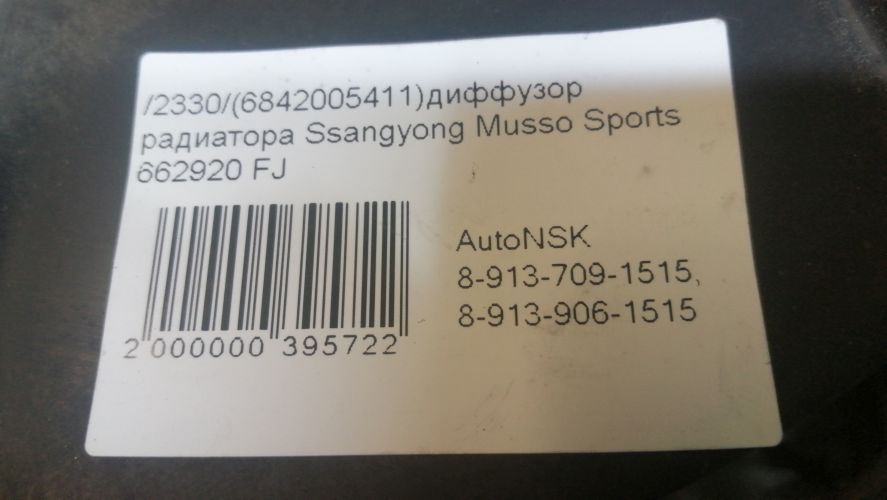 /2330/(6842005411)диффузор
радиатора Ssangyong Musso Sports
662920 FJ
AutoNSK
8-913-709-1515,
8-913-906-1515
2 000000 395722